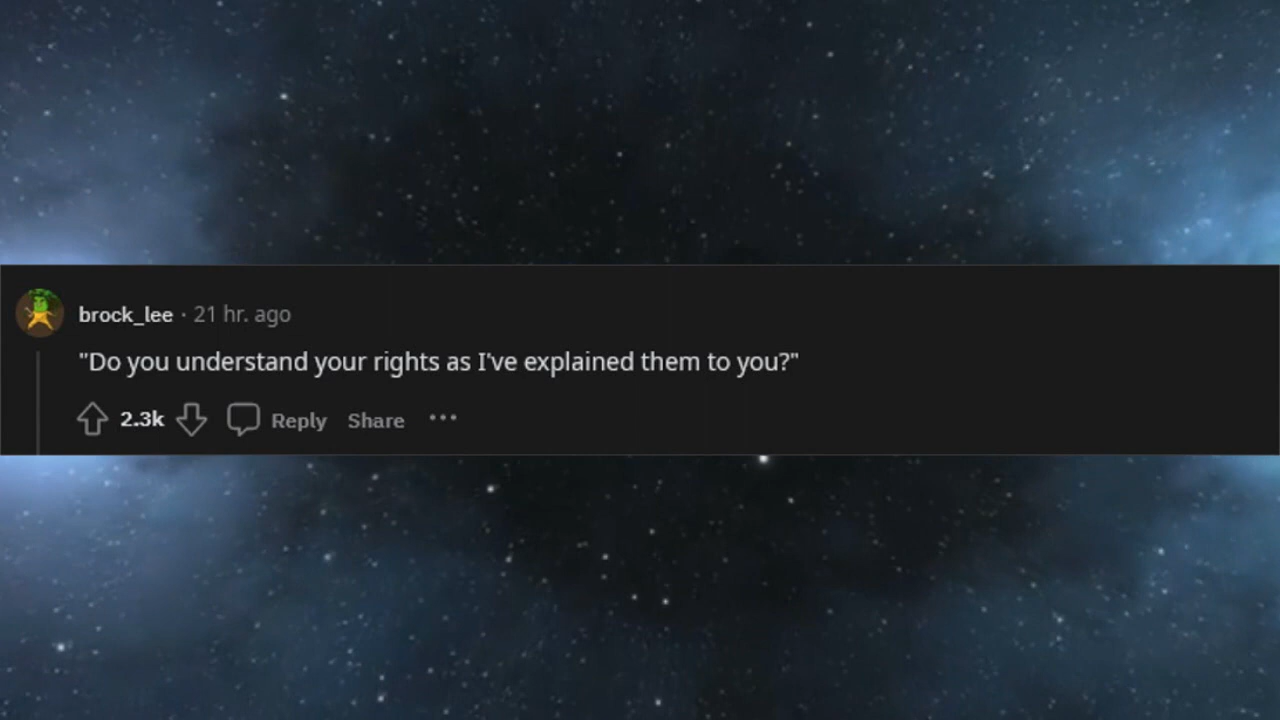 brock_lee · 21 hr. ago
"Do you understand your rights as I've explained them to you?"
2.3k Reply Share ···